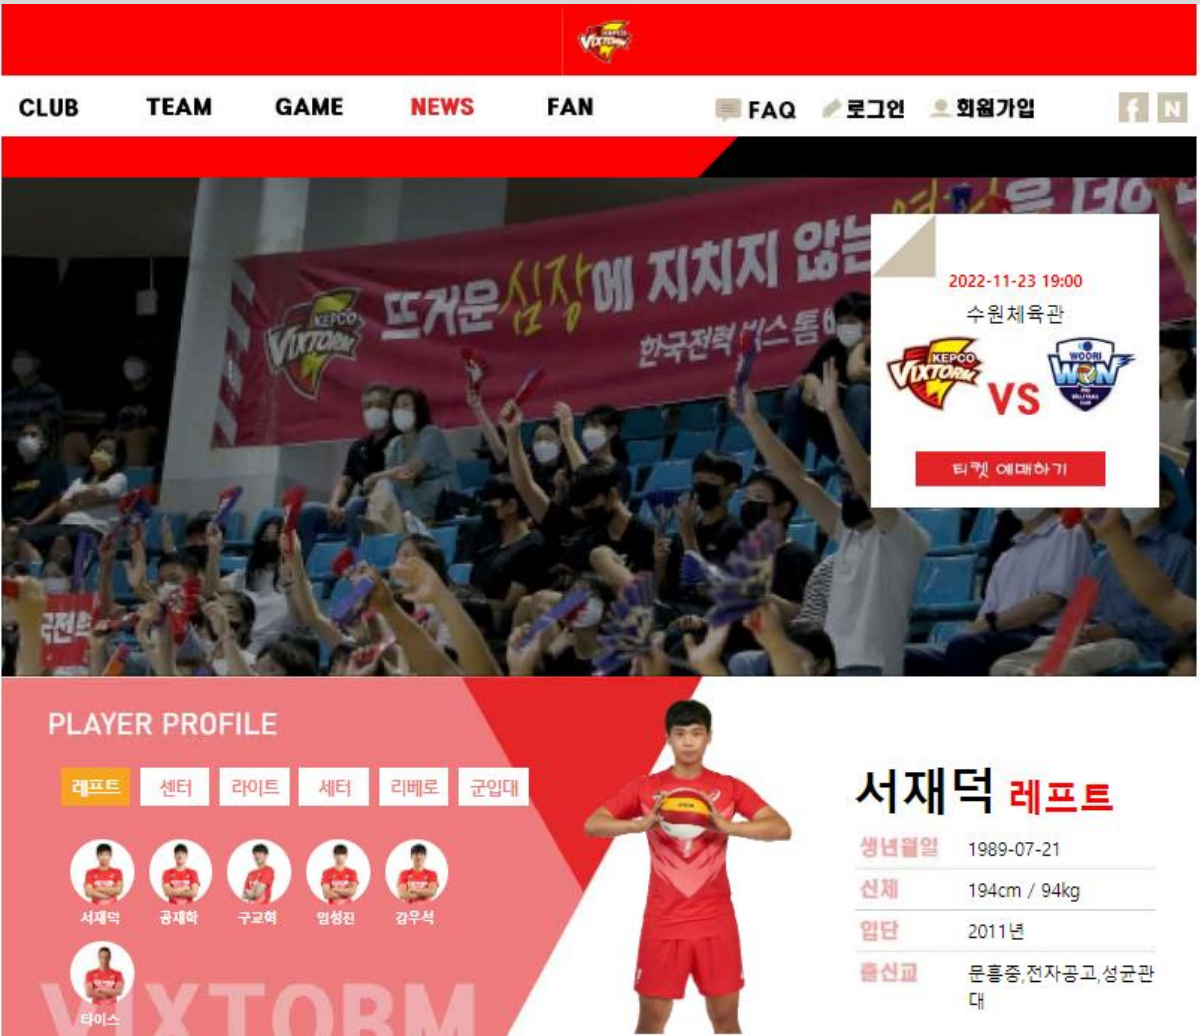 KEPCO
VIXTORM
CLUB TEAM GAME NEWS FAN FAQ 로그인 회원가입 f N
뜨거운 심장에 지치지 않는
KEPCO
VIXTORM
한국전력 빅스톰
2022-11-23 19:00
수원체육관
KEPCO
VIXTORM
VS
WOORI
WON
티켓 예매하기
PLAYER PROFILE
레프트 센터 라이트 세터 리베로 군입대
서재덕 공재학 구교혁 임성진 강우석
타이스
VIXTORM
서재덕 레프트
생년월일 1989-07-21
신체 194cm / 94kg
입단 2011년
출신교 문흥중,전자공고,성균관
대